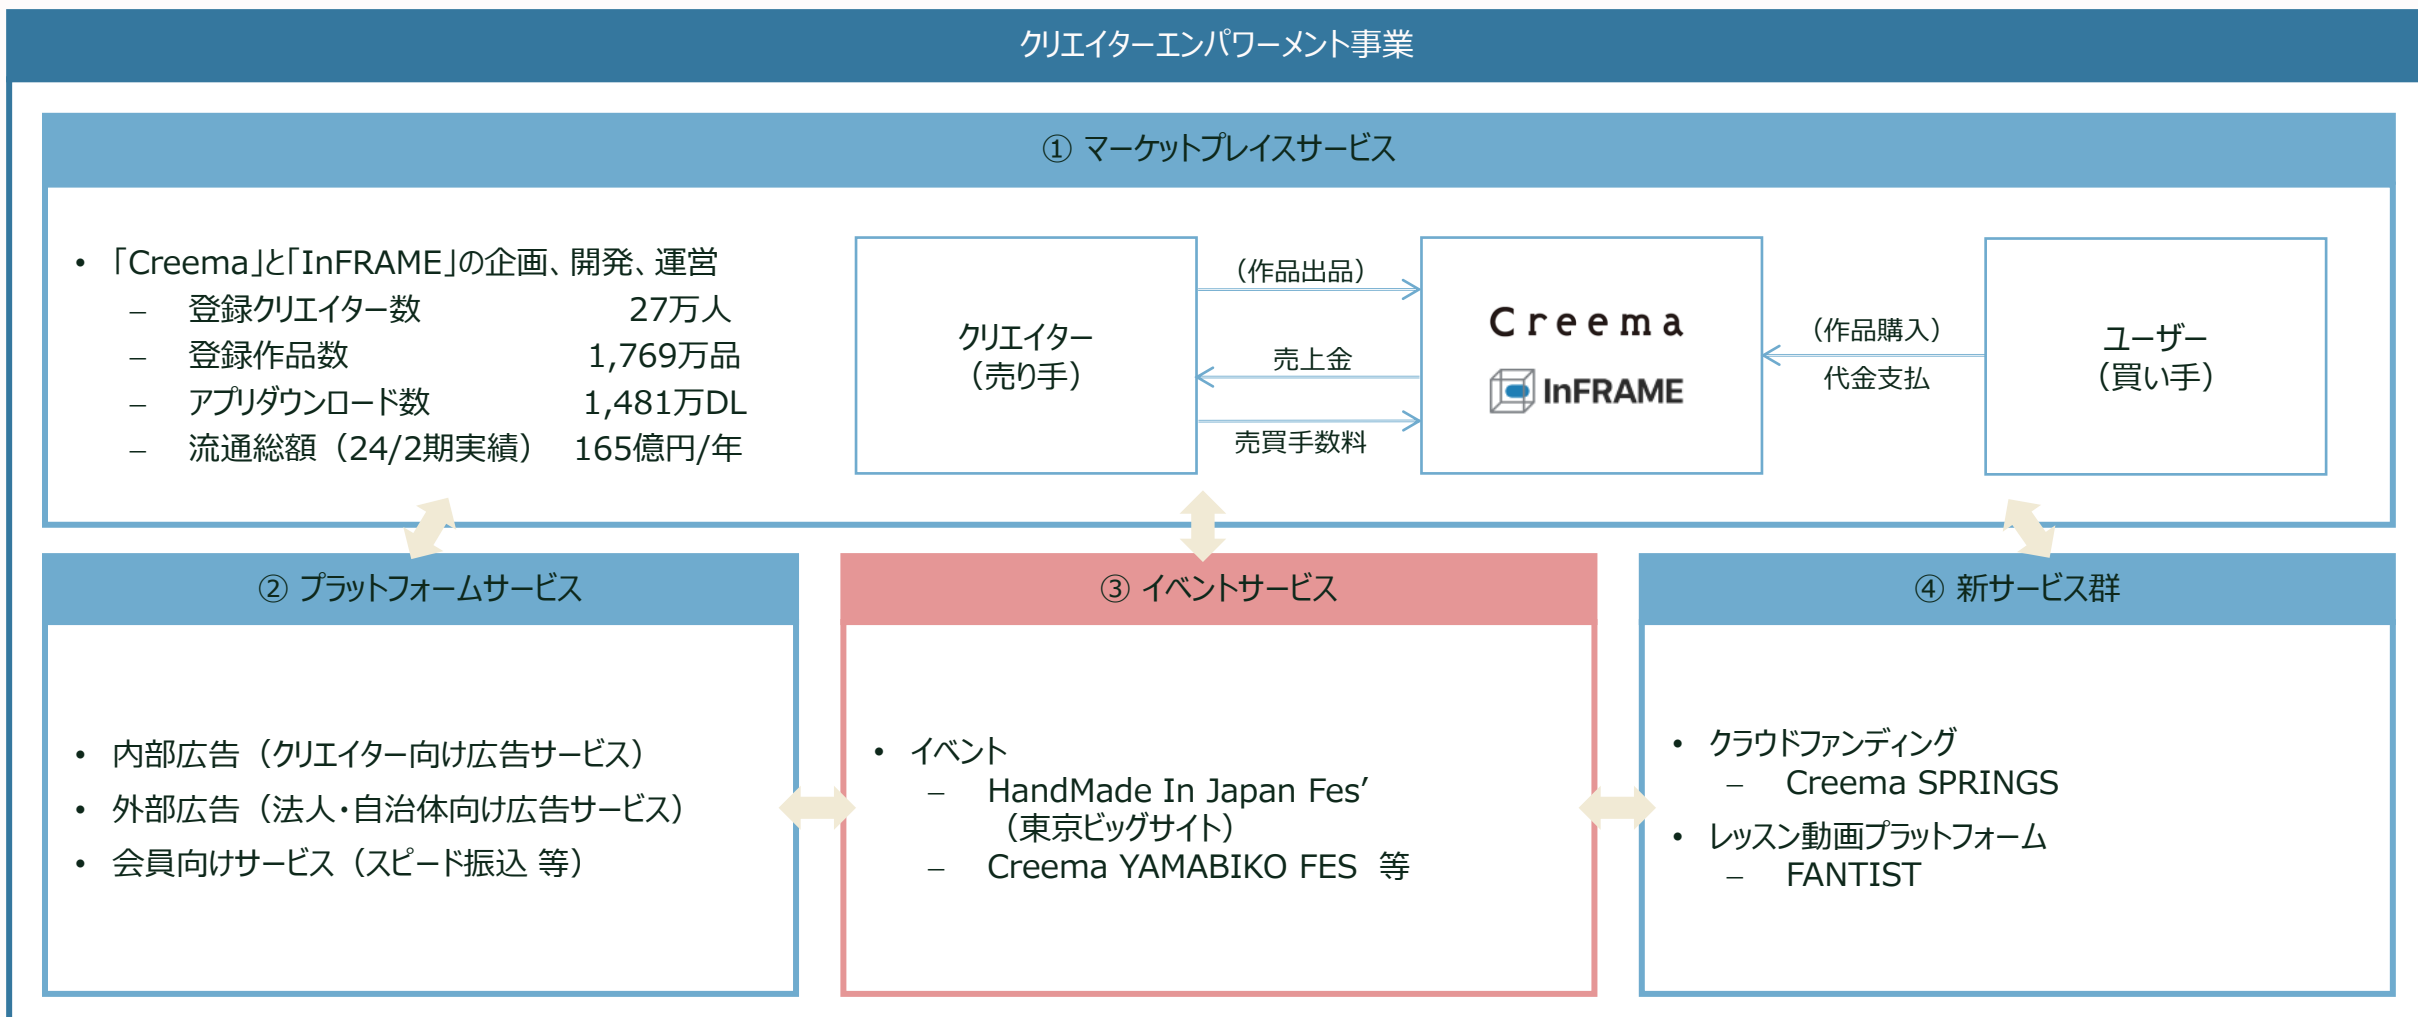 クリエイターエンパワーメント事業
① マーケットプレイスサービス
• 「Creema」と「InFRAME」の企画、開発、運営
– 登録クリエイター数 27万人
– 登録作品数 1,769万品
– アプリダウンロード数 1,481万DL
– 流通総額（24/2期実績） 165億円/年
クリエイター
（売り手）
（作品出品）
売上金
売買手数料
Creema
InFRAME
（作品購入）
代金支払
ユーザー
（買い手）
② プラットフォームサービス
• 内部広告（クリエイター向け広告サービス）
• 外部広告（法人・自治体向け広告サービス）
• 会員向けサービス（スピード振込 等）
③ イベントサービス
• イベント
– HandMade In Japan Fes’
（東京ビッグサイト）
– Creema YAMABIKO FES 等
④ 新サービス群
• クラウドファンディング
– Creema SPRINGS
• レッスン動画プラットフォーム
– FANTIST